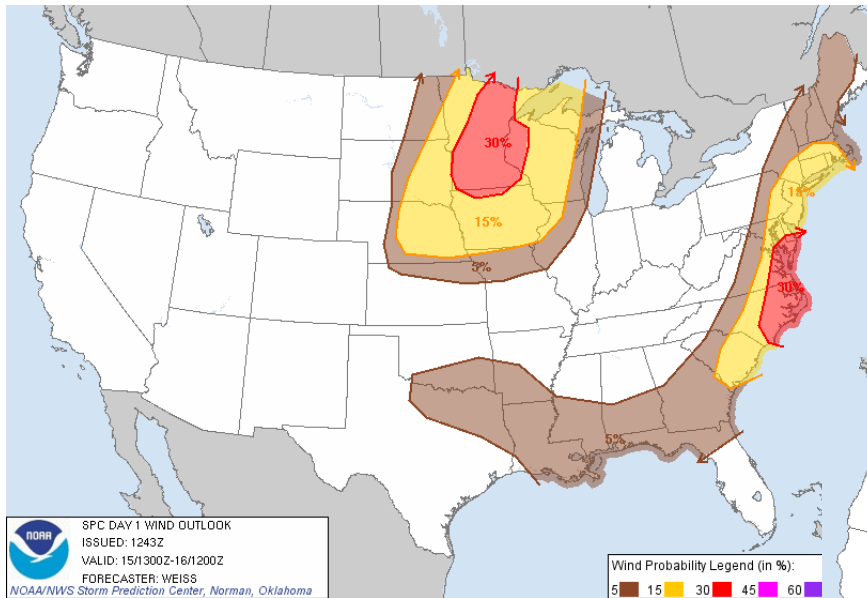 30%
15%
5%
15%
30%
5%
NOAA
SPC DAY 1 WIND OUTLOOK
ISSUED: 1243Z
VALID: 15/1300Z-16/1200Z
FORECASTER: WEISS
NOAA/NWS Storm Prediction Center, Norman, Oklahoma
Wind Probability Legend (in %):
5 15 30 45 60